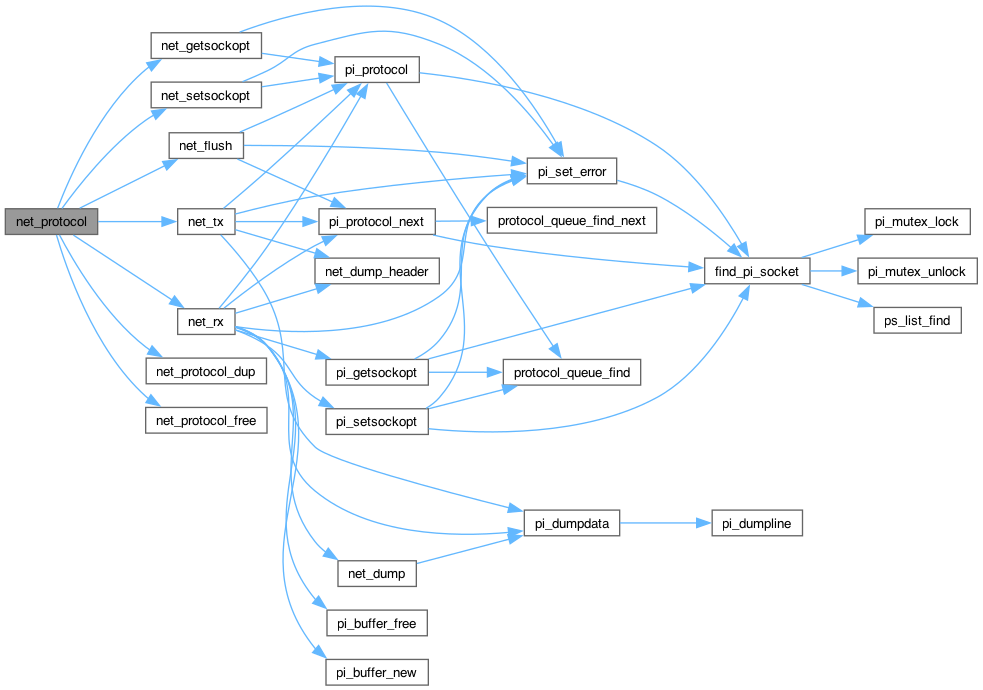 net_protocol
net_getsockopt
net_setsockopt
net_flush
net_tx
net_rx
net_protocol_dup
net_protocol_free
pi_protocol
pi_protocol_next
net_dump_header
pi_getsockopt
pi_setsockopt
net_dump
pi_buffer_free
pi_buffer_new
pi_set_error
protocol_queue_find_next
protocol_queue_find
pi_dumpdata
find_pi_socket
pi_dumpline
pi_mutex_lock
pi_mutex_unlock
ps_list_find